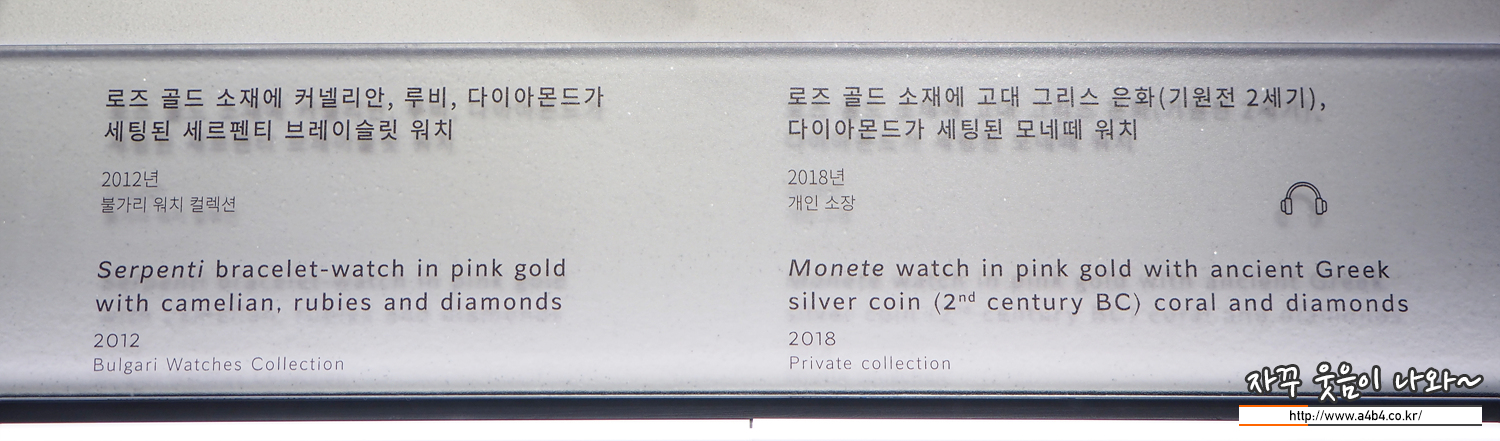 로즈 골드 소재에 커넬리안, 루비, 다이아몬드가
세팅된 세르펜티 브레이슬릿 워치
2012년
불가리 워치 컬렉션
Serpenti bracelet-watch in pink gold
with camelian, rubies and diamonds
2012
Bulgari Watches Collection
로즈 골드 소재에 고대 그리스 은화(기원전 2세기),
다이아몬드가 세팅된 모네떼 워치
2018년
개인 소장
Monete watch in pink gold with ancient Greek
silver coin (2nd century BC) coral and diamonds
2018
Private collection
자꾸 웃음이 나와~
http://www.a4b4.co.kr/